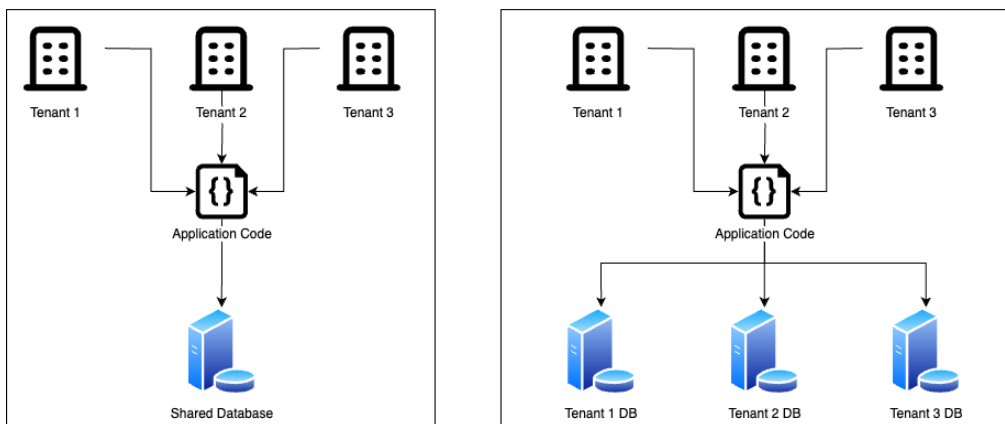 Tenant 1
Tenant 2
Tenant 3
{}
Application Code
Shared Database
Tenant 1
Tenant 2
Tenant 3
{}
Application Code
Tenant 1 DB
Tenant 2 DB
Tenant 3 DB